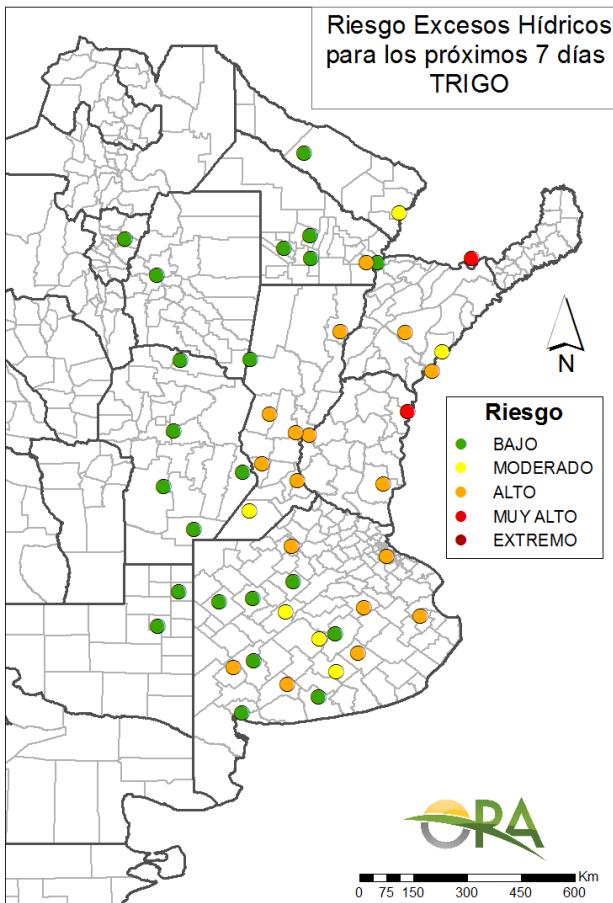 Riesgo Excesos Hídricos
para los próximos 7 días
TRIGO
N
Riesgo
BAJO
MODERADO
ALTO
MUY ALTO
EXTREMO
OPA
Km
0 75 150 300 450 600